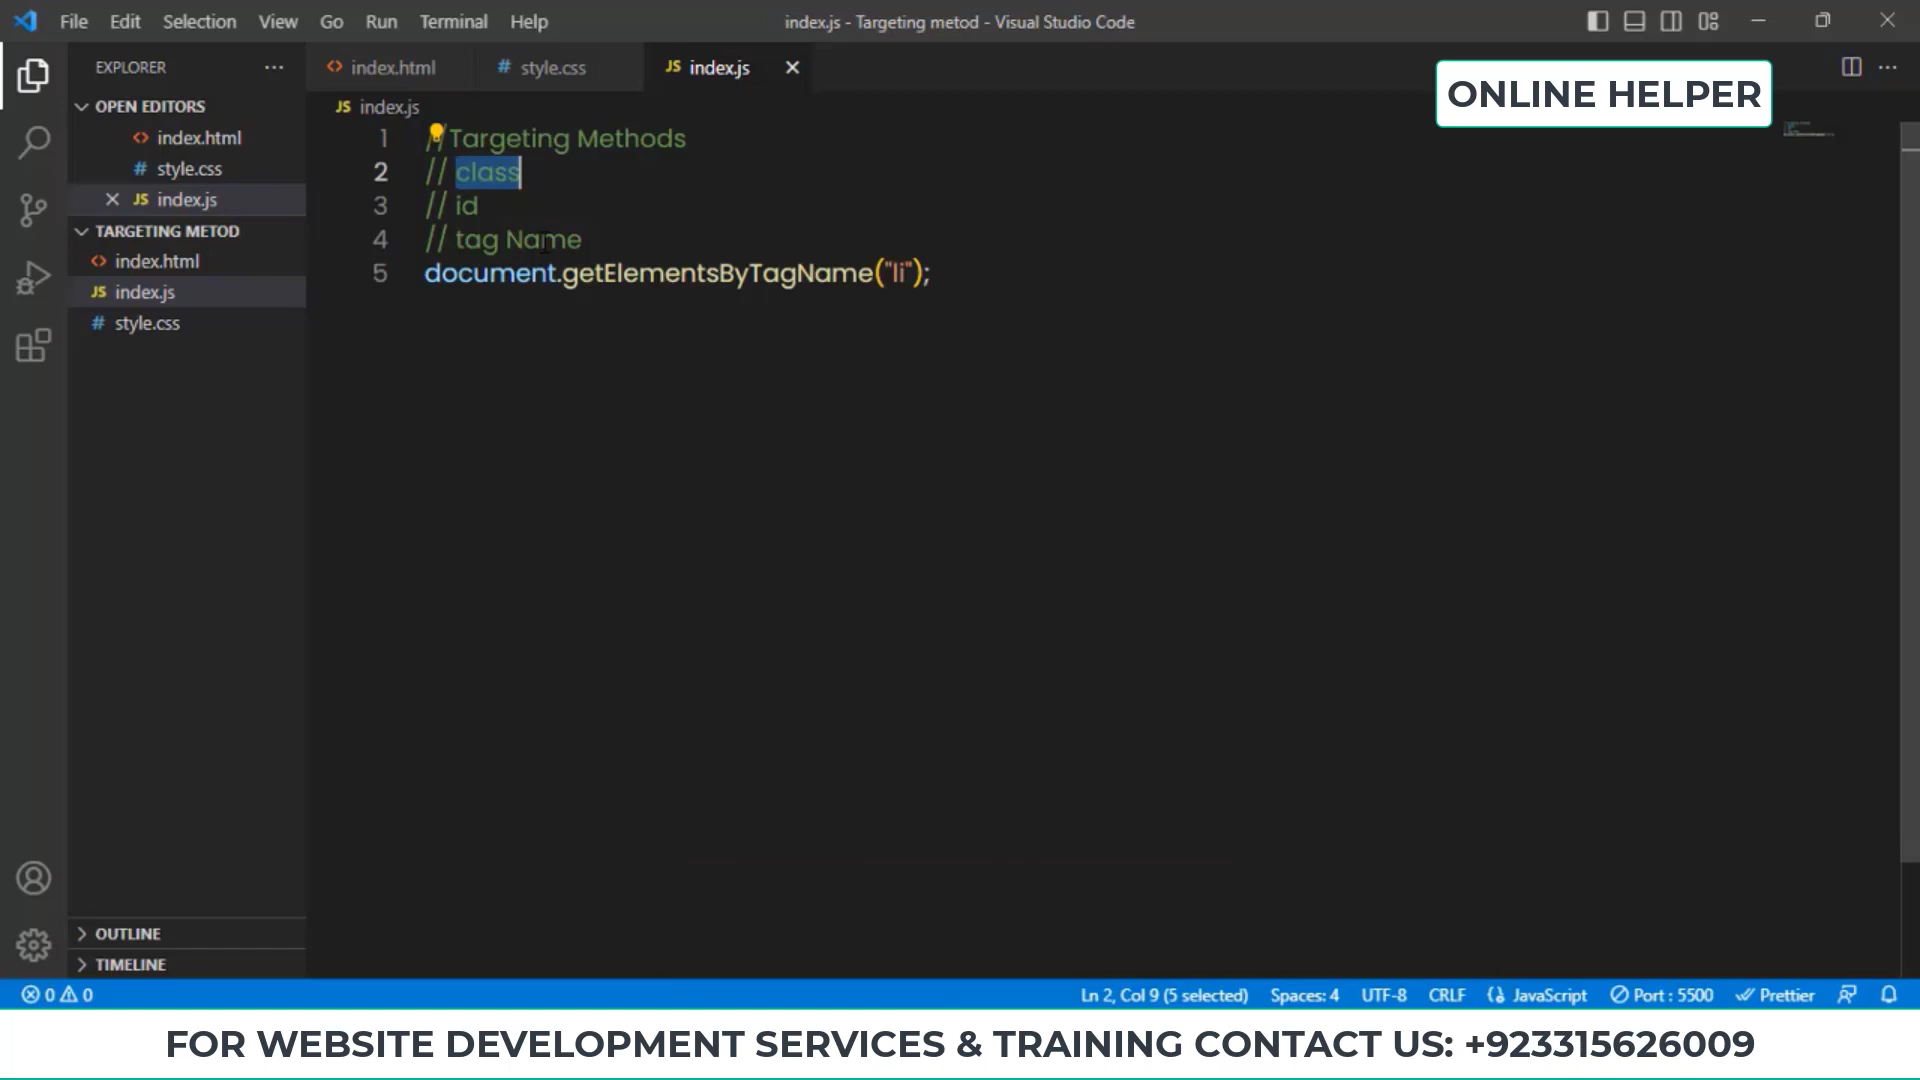 File Edit Selection View Go Run Terminal Help
index.js - Targeting metod - Visual Studio Code
EXPLORER
OPEN EDITORS
index.html
# style.css
JS index.js
TARGETING METOD
index.html
JS index.js
# style.css
OUTLINE
TIMELINE
index.html # style.css JS index.js
JS index.js
1 //Targeting Methods
2 // class
3 // id
4 // tag Name
5 document.getElementsByTagName("li");
ONLINE HELPER
0 0
Ln 2, Col 9 (5 selected) Spaces: 4 UTF-8 CRLF JavaScript Port : 5500 Prettier
FOR WEBSITE DEVELOPMENT SERVICES & TRAINING CONTACT US: +923315626009